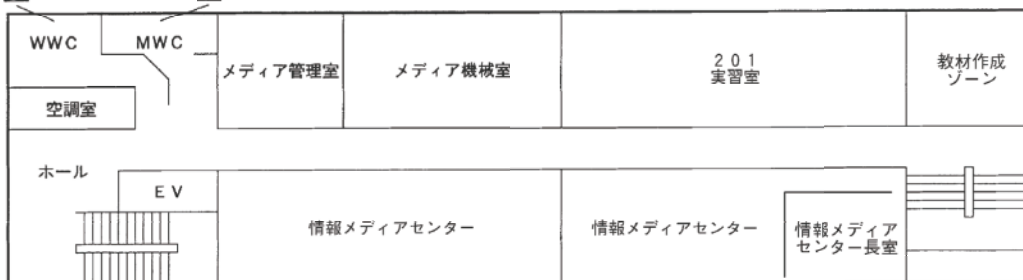 WWC
MWC
メディア管理室
メディア機械室
201
実習室
教材作成
ゾーン
空調室
ホール
EV
情報メディアセンター
情報メディアセンター
情報メディア
センター長室